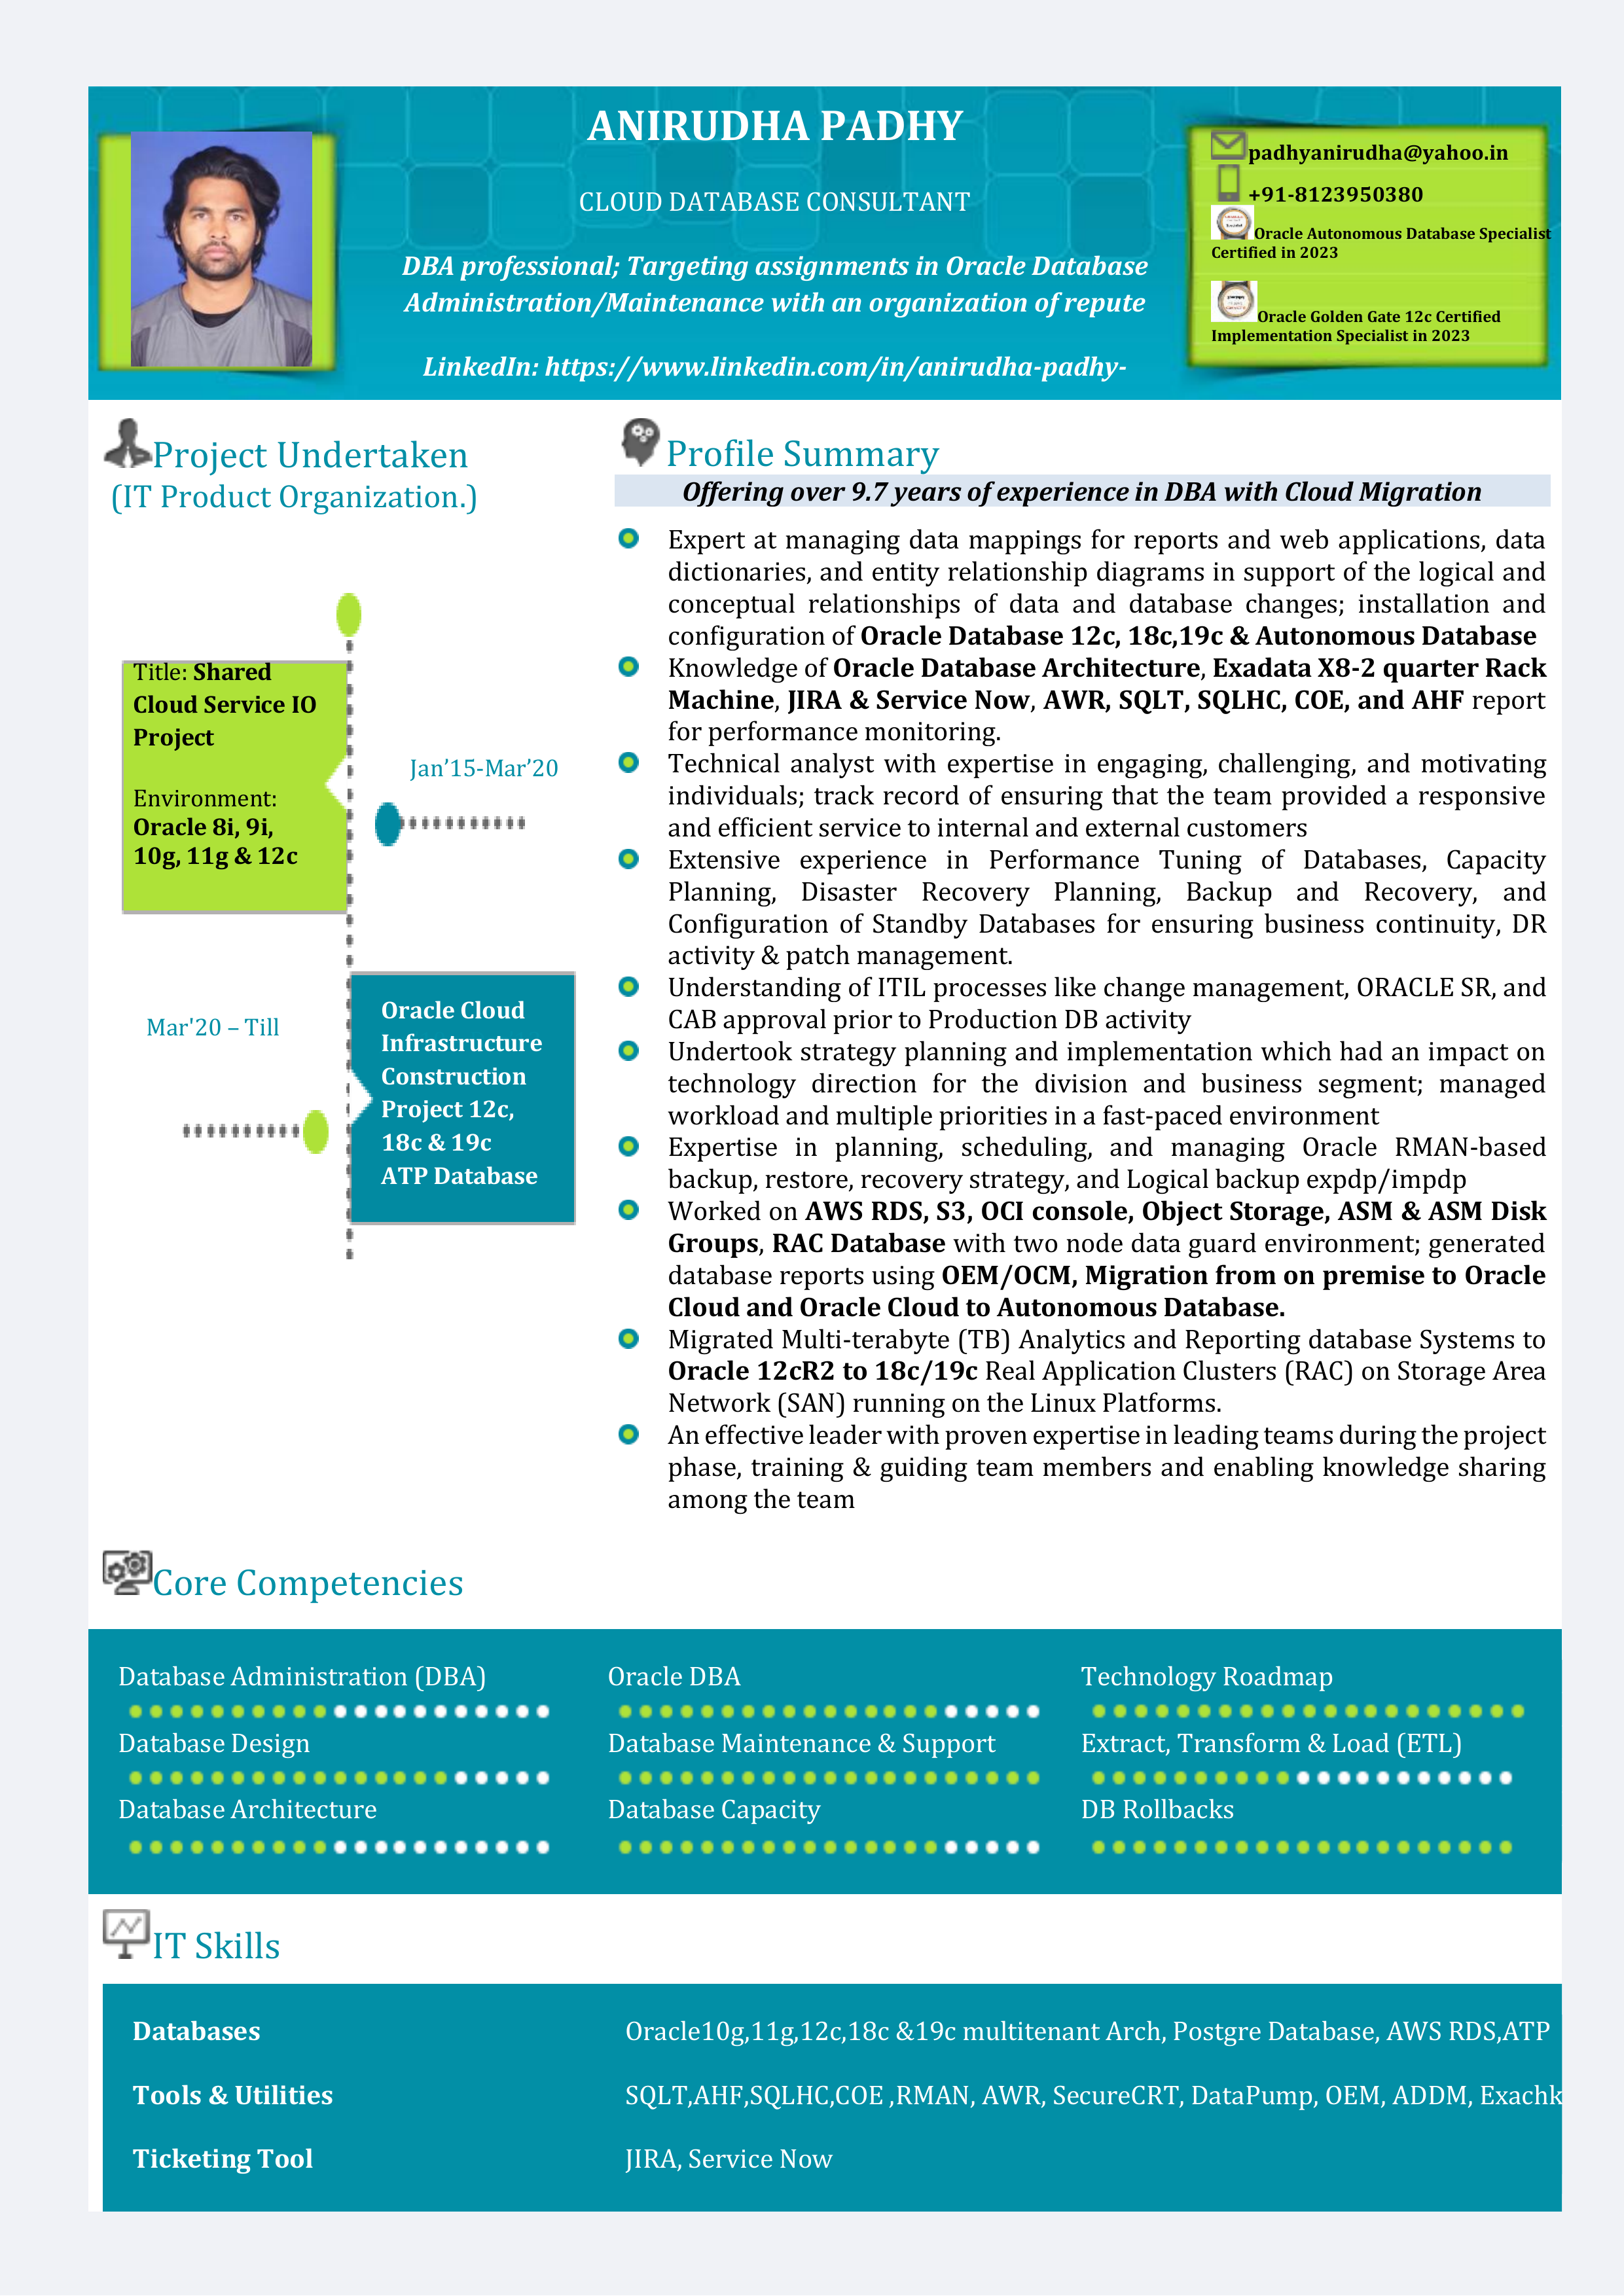 ANIRUDHA PADHY
CLOUD DATABASE CONSULTANT
DBA professional; Targeting assignments in Oracle Database
Administration/Maintenance with an organization of repute
LinkedIn: https://www.linkedin.com/in/anirudha-padhy-
padhyanirudha@yahoo.in
+91-8123950380
Oracle Autonomous Database Specialist
Certified in 2023
Oracle Golden Gate 12c Certified
Implementation Specialist in 2023
Project Undertaken
(IT Product Organization.)
Title: Shared
Cloud Service IO
Project
Environment:
Oracle 8i, 9i,
10g, 11g & 12c
Jan’15-Mar’20
Mar'20 – Till
Oracle Cloud
Infrastructure
Construction
Project 12c,
18c & 19c
ATP Database
Profile Summary
Offering over 9.7 years of experience in DBA with Cloud Migration
Expert at managing data mappings for reports and web applications, data
dictionaries, and entity relationship diagrams in support of the logical and
conceptual relationships of data and database changes; installation and
configuration of Oracle Database 12c, 18c,19c & Autonomous Database
Knowledge of Oracle Database Architecture, Exadata X8-2 quarter Rack
Machine, JIRA & Service Now, AWR, SQLT, SQLHC, COE, and AHF report
for performance monitoring.
Technical analyst with expertise in engaging, challenging, and motivating
individuals; track record of ensuring that the team provided a responsive
and efficient service to internal and external customers
Extensive experience in Performance Tuning of Databases, Capacity
Planning, Disaster Recovery Planning, Backup and Recovery, and
Configuration of Standby Databases for ensuring business continuity, DR
activity & patch management.
Understanding of ITIL processes like change management, ORACLE SR, and
CAB approval prior to Production DB activity
Undertook strategy planning and implementation which had an impact on
technology direction for the division and business segment; managed
workload and multiple priorities in a fast-paced environment
Expertise in planning, scheduling, and managing Oracle RMAN-based
backup, restore, recovery strategy, and Logical backup expdp/impdp
Worked on AWS RDS, S3, OCI console, Object Storage, ASM & ASM Disk
Groups, RAC Database with two node data guard environment; generated
database reports using OEM/OCM, Migration from on premise to Oracle
Cloud and Oracle Cloud to Autonomous Database.
Migrated Multi-terabyte (TB) Analytics and Reporting database Systems to
Oracle 12cR2 to 18c/19c Real Application Clusters (RAC) on Storage Area
Network (SAN) running on the Linux Platforms.
An effective leader with proven expertise in leading teams during the project
phase, training & guiding team members and enabling knowledge sharing
among the team
Core Competencies
Database Administration (DBA) Oracle DBA Technology Roadmap
Database Design Database Maintenance & Support Extract, Transform & Load (ETL)
Database Architecture Database Capacity DB Rollbacks
IT Skills
Databases Oracle10g,11g,12c,18c &19c multitenant Arch, Postgre Database, AWS RDS,ATP
Tools & Utilities SQLT,AHF,SQLHC,COE ,RMAN, AWR, SecureCRT, DataPump, OEM, ADDM, Exachk
Ticketing Tool JIRA, Service Now